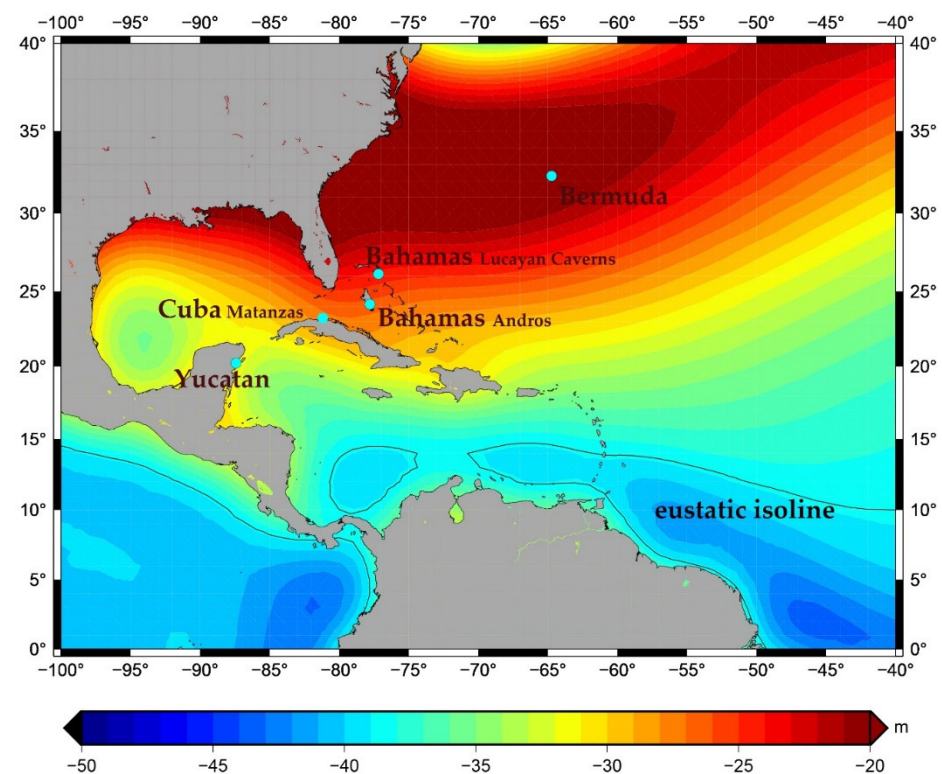 −100° −95° −90° −85° −80° −75° −70° −65° −60° −55° −50° −45° −40°
40° 40°
35° 35°
Bermuda
30° 30°
Bahamas Lucayan Caverns
25° 25°
Cuba Matanzas
Bahamas Andros
20° 20°
Yucatan
15° 15°
10° eustatic isoline 10°
5° 5°
0° 0°
−100° −95° −90° −85° −80° −75° −70° −65° −60° −55° −50° −45° −40°
m
−50 −45 −40 −35 −30 −25 −20